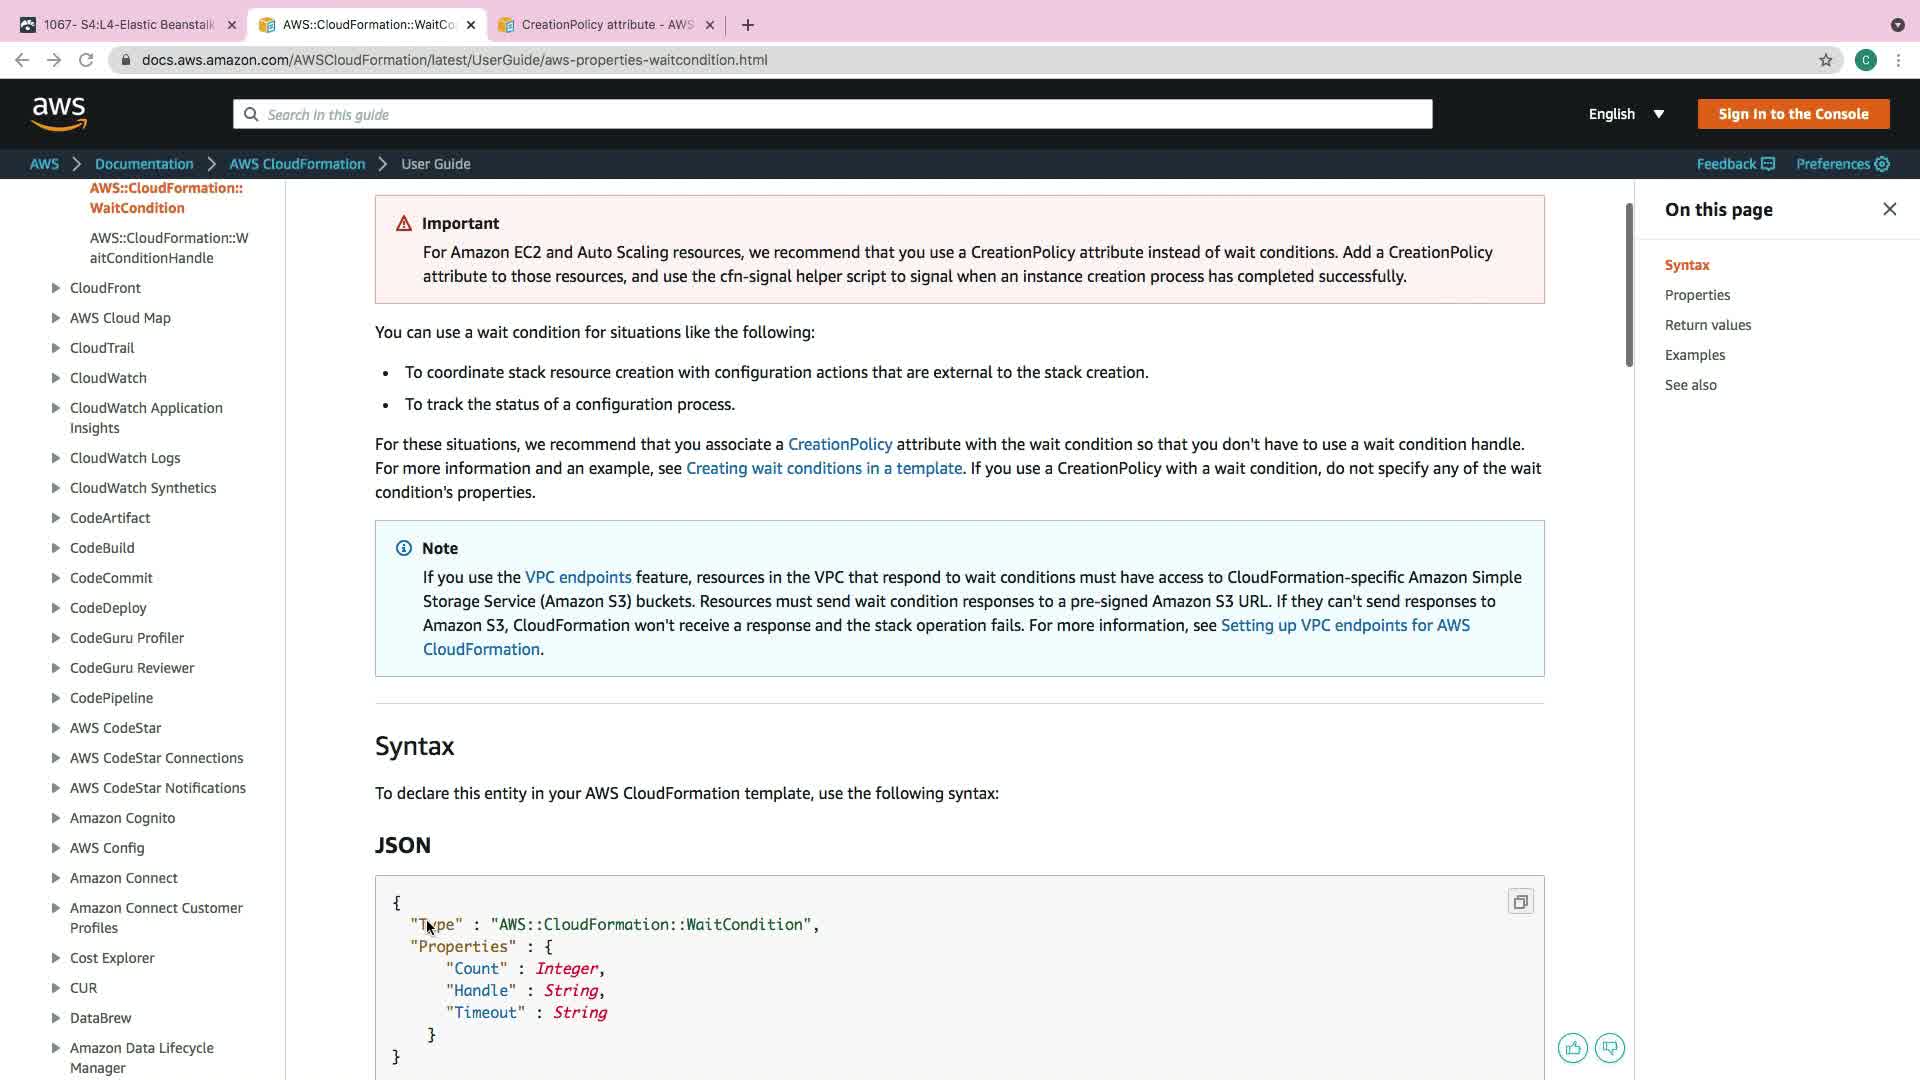 1067- S4:L4-Elastic Beanstalk
AWS::CloudFormation::WaitCo
CreationPolicy attribute - AWS
docs.aws.amazon.com/AWSCloudFormation/latest/UserGuide/aws-properties-waitcondition.html
C
aws
Search in this guide
English
Sign In to the Console
AWS
Documentation
AWS CloudFormation
User Guide
Feedback
Preferences
AWS::CloudFormation::
WaitCondition
AWS::CloudFormation::W
aitConditionHandle
CloudFront
AWS Cloud Map
CloudTrail
CloudWatch
CloudWatch Application
Insights
CloudWatch Logs
CloudWatch Synthetics
CodeArtifact
CodeBuild
CodeCommit
CodeDeploy
CodeGuru Profiler
CodeGuru Reviewer
CodePipeline
AWS CodeStar
AWS CodeStar Connections
AWS CodeStar Notifications
Amazon Cognito
AWS Config
Amazon Connect
Amazon Connect Customer
Profiles
Cost Explorer
CUR
DataBrew
Amazon Data Lifecycle
Manager
Important
For Amazon EC2 and Auto Scaling resources, we recommend that you use a CreationPolicy attribute instead of wait conditions. Add a CreationPolicy
attribute to those resources, and use the cfn-signal helper script to signal when an instance creation process has completed successfully.
You can use a wait condition for situations like the following:
• To coordinate stack resource creation with configuration actions that are external to the stack creation.
• To track the status of a configuration process.
For these situations, we recommend that you associate a CreationPolicy attribute with the wait condition so that you don't have to use a wait condition handle.
For more information and an example, see Creating wait conditions in a template. If you use a CreationPolicy with a wait condition, do not specify any of the wait
condition's properties.
Note
If you use the VPC endpoints feature, resources in the VPC that respond to wait conditions must have access to CloudFormation-specific Amazon Simple
Storage Service (Amazon S3) buckets. Resources must send wait condition responses to a pre-signed Amazon S3 URL. If they can't send responses to
Amazon S3, CloudFormation won't receive a response and the stack operation fails. For more information, see Setting up VPC endpoints for AWS
CloudFormation.
Syntax
To declare this entity in your AWS CloudFormation template, use the following syntax:
JSON
{
"Type" : "AWS::CloudFormation::WaitCondition",
"Properties" : {
"Count" : Integer,
"Handle" : String,
"Timeout" : String
}
}
On this page
Syntax
Properties
Return values
Examples
See also